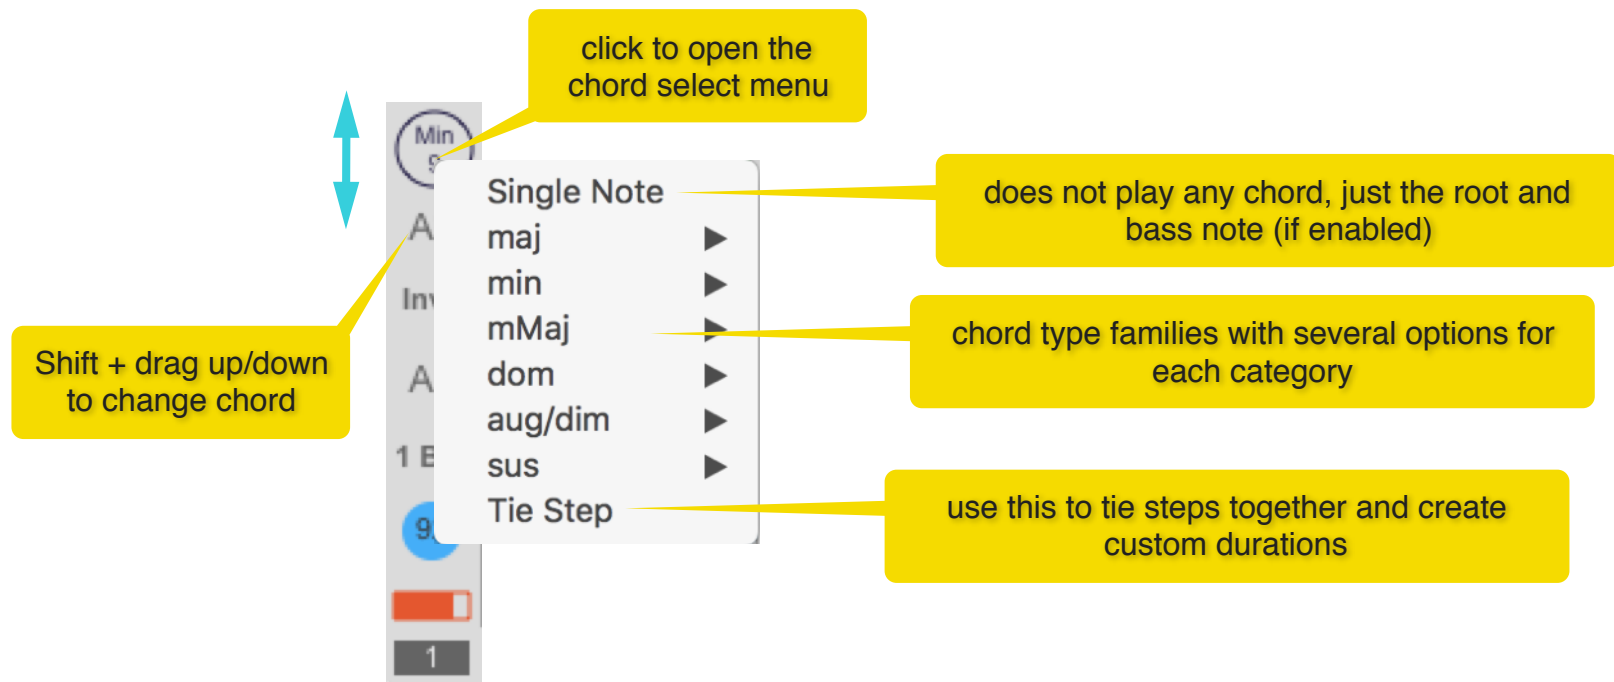 click to open the
chord select menu
Min
9
Single Note
maj
min
mMaj
dom
aug/dim
sus
Tie Step
does not play any chord, just the root and
bass note (if enabled)
chord type families with several options for
each category
use this to tie steps together and create
custom durations
Shift + drag up/down
to change chord
A
A
1
1